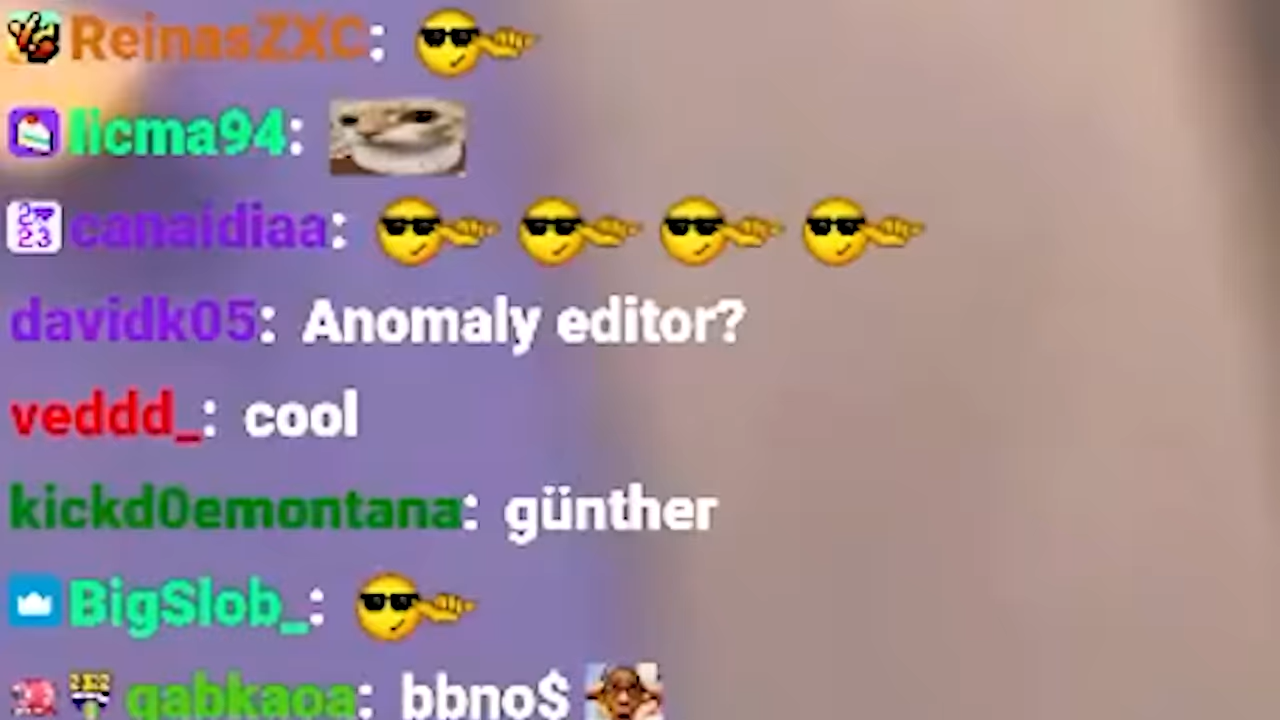 ReinasZXC:
licma94:
canaidiaa:
davidk05: Anomaly editor?
veddd_: cool
kickd0emontana: günther
BigSlob_:
gabkaoa: bbno$